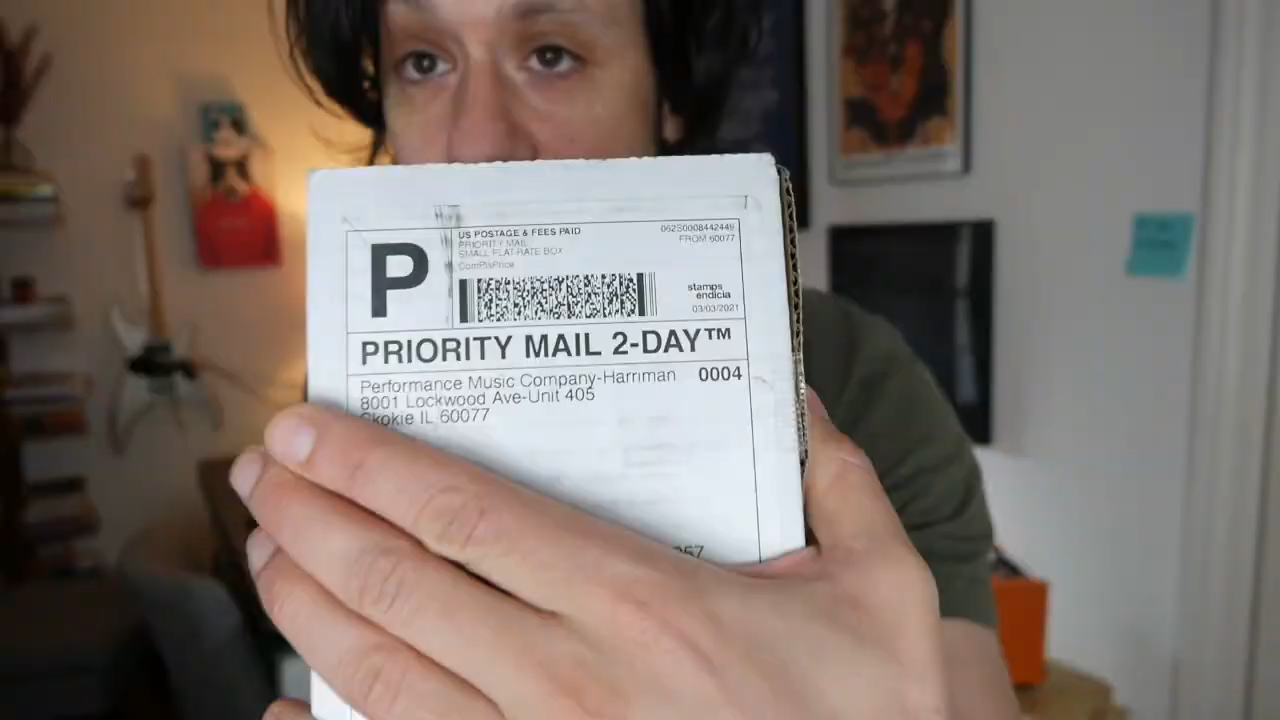 P
US POSTAGE & FEES PAID
PRIORITY MAIL
SMALL FLAT-RATE BOX
ComPlsPrice
062S0008442449
FROM 60077
stamps
endicia
03/03/2021
PRIORITY MAIL 2-DAY™
Performance Music Company-Harriman 0004
8001 Lockwood Ave-Unit 405
Skokie IL 60077
57